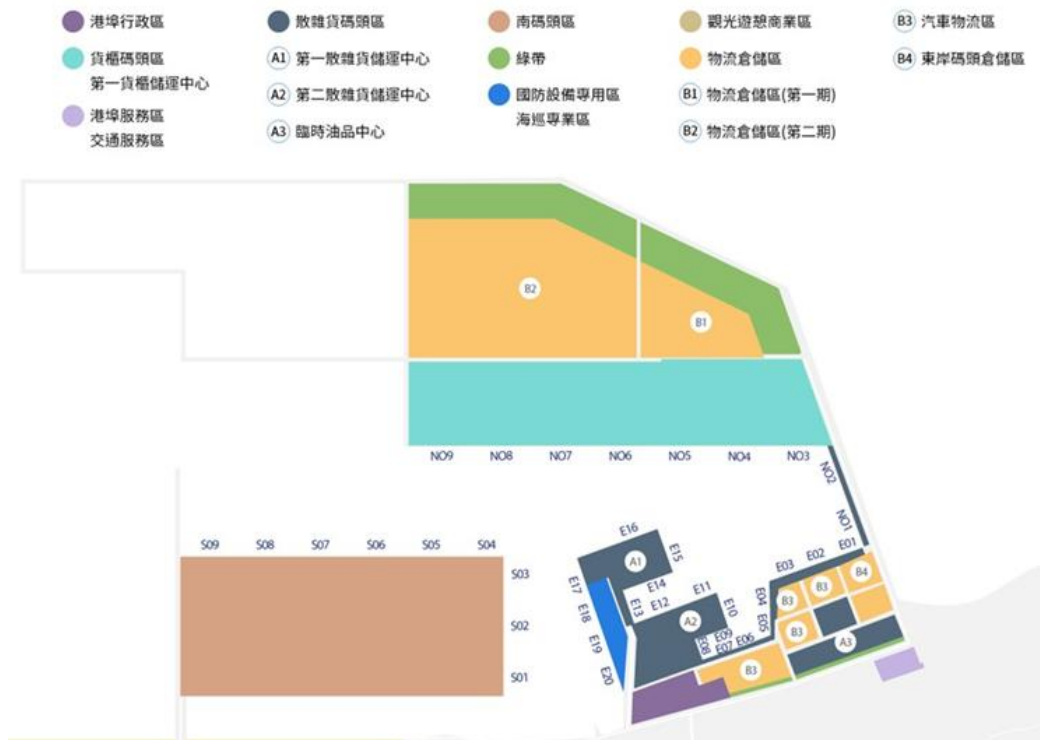 港埠行政區
貨櫃碼頭區
第一貨櫃儲運中心
港埠服務區
交通服務區
散雜貨碼頭區
A1 第一散雜貨儲運中心
A2 第二散雜貨儲運中心
A3 臨時油品中心
南碼頭區
綠帶
國防設備專用區
海巡專業區
觀光遊憩商業區
物流倉儲區
B1 物流倉儲區(第一期)
B2 物流倉儲區(第二期)
B3 汽車物流區
B4 東岸碼頭倉儲區
B2
B1
NO9 NO8 NO7 NO6 NO5 NO4 NO3
NO2
NO1
S09 S08 S07 S06 S05 S04
S03
S02
S01
E16
E15
A1
E14
E17
E18
E19
E20
E13
E12
E11
E10
A2
E09
E08
E07
E06
E05
E04
E03
E02
E01
B3
B3
B4
B3
A3
B3